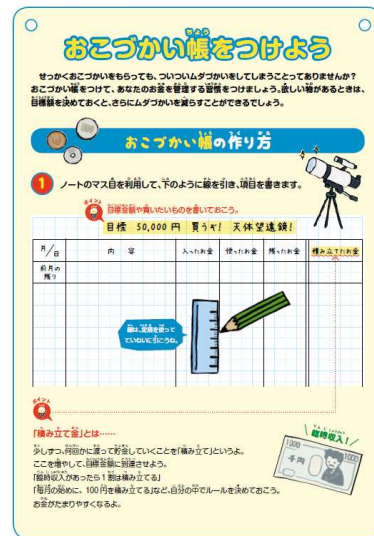 おこづかい帳をつけよう
せっかくおこづかいをもらっても、ついついムダづかいをしてしまうことってありませんか？
おこづかい帳をつけて、あなたのお金を管理する習慣をつけましょう。欲しい物があるときは、
目標額を決めておくと、さらにムダづかいを減らすことができるでしょう。
おこづかい帳の作り方
1 ノートのマス目を利用して、下のように線を引き、項目を書きます。
ポイント
目標金額や買いたいものを書いておこう。
目標 50,000円 買うぞ！ 天体望遠鏡！
月/日 内容 入ったお金 使ったお金 残ったお金 積み立てたお金
前月の
残り
線は、定規を使って
ていねいに引こうね。
ポイント
「積み立て金」とは……
少しずつ、何回かに渡って貯金していくことを「積み立て」というよ。
ここを増やして、目標金額に到達させよう。
「臨時収入があったら1割は積み立てる」
「毎月の始めに、100円を積み立てる」など、自分の中でルールを決めておこう。
お金がたまりやすくなるよ。
臨時収入！
1000
千円
1000